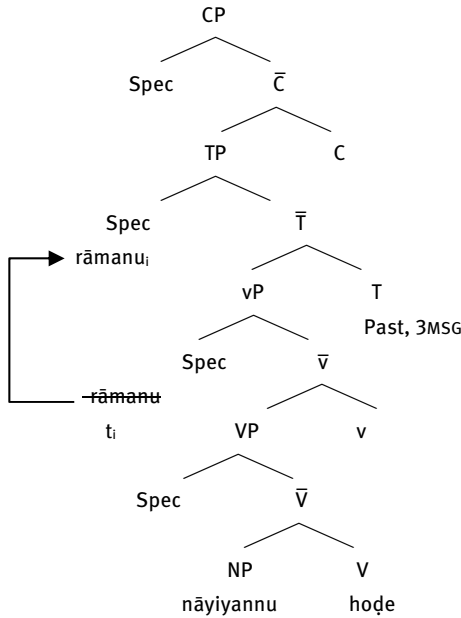 CP
Spec C̅
TP C
Spec T̅
rāmanuᵢ
vP T
Past, 3MSG
Spec v̅
rāmanu
tᵢ VP v
Spec V̅
NP V
nāyiyannu hoḍe